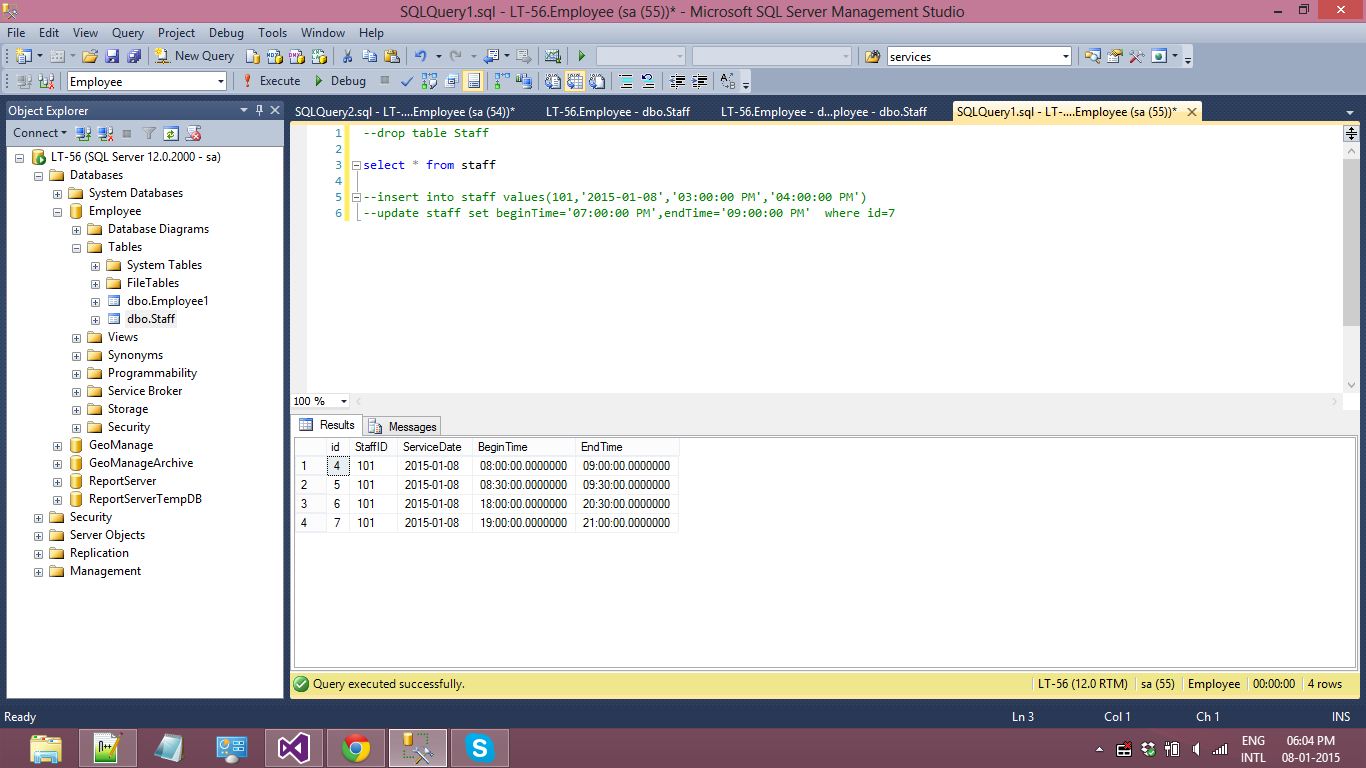 SQLQuery1.sql - LT-56.Employee (sa (55))* - Microsoft SQL Server Management Studio
File Edit View Query Project Debug Tools Window Help
New Query services
Employee Execute Debug
Object Explorer
Connect
LT-56 (SQL Server 12.0.2000 - sa)
Databases
System Databases
Employee
Database Diagrams
Tables
System Tables
FileTables
dbo.Employee1
dbo.Staff
Views
Synonyms
Programmability
Service Broker
Storage
Security
GeoManage
GeoManageArchive
ReportServer
ReportServerTempDB
Security
Server Objects
Replication
Management
SQLQuery2.sql - LT-....Employee (sa (54))* LT-56.Employee - dbo.Staff LT-56.Employee - d...ployee - dbo.Staff SQLQuery1.sql - LT-....Employee (sa (55))*
1 --drop table Staff
2
3 select * from staff
4
5 --insert into staff values(101,'2015-01-08','03:00:00 PM','04:00:00 PM')
6 --update staff set beginTime='07:00:00 PM',endTime='09:00:00 PM'  where id=7
100 %
Results Messages
id StaffID ServiceDate BeginTime EndTime
1 4 101 2015-01-08 08:00:00.0000000 09:00:00.0000000
2 5 101 2015-01-08 08:30:00.0000000 09:30:00.0000000
3 6 101 2015-01-08 18:00:00.0000000 20:30:00.0000000
4 7 101 2015-01-08 19:00:00.0000000 21:00:00.0000000
Query executed successfully. LT-56 (12.0 RTM) sa (55) Employee 00:00:00 4 rows
Ready Ln 3 Col 1 Ch 1 INS
ENG 06:04 PM
INTL 08-01-2015